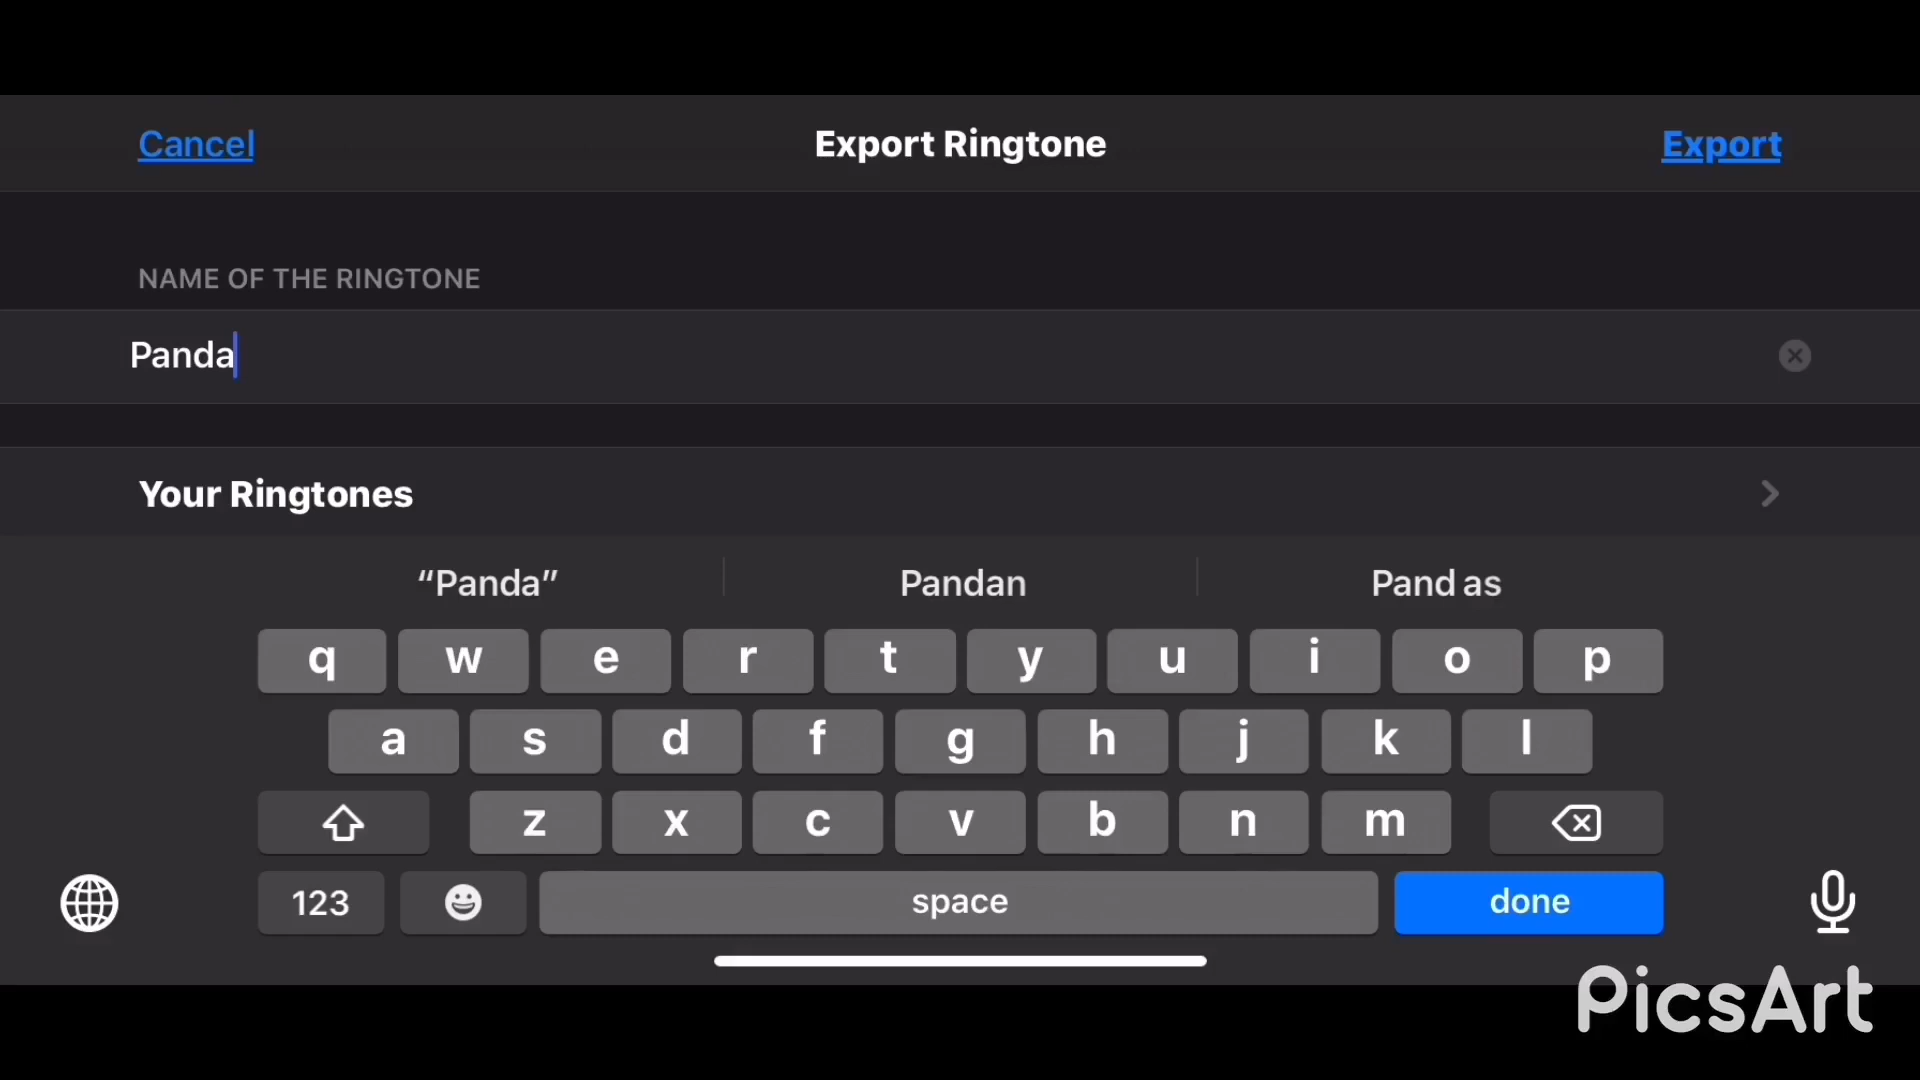 Cancel Export Ringtone Export
NAME OF THE RINGTONE
Panda
Your Ringtones
“Panda” Pandan Pand as
q w e r t y u i o p
a s d f g h j k l
z x c v b n m
123 space done
PicsArt